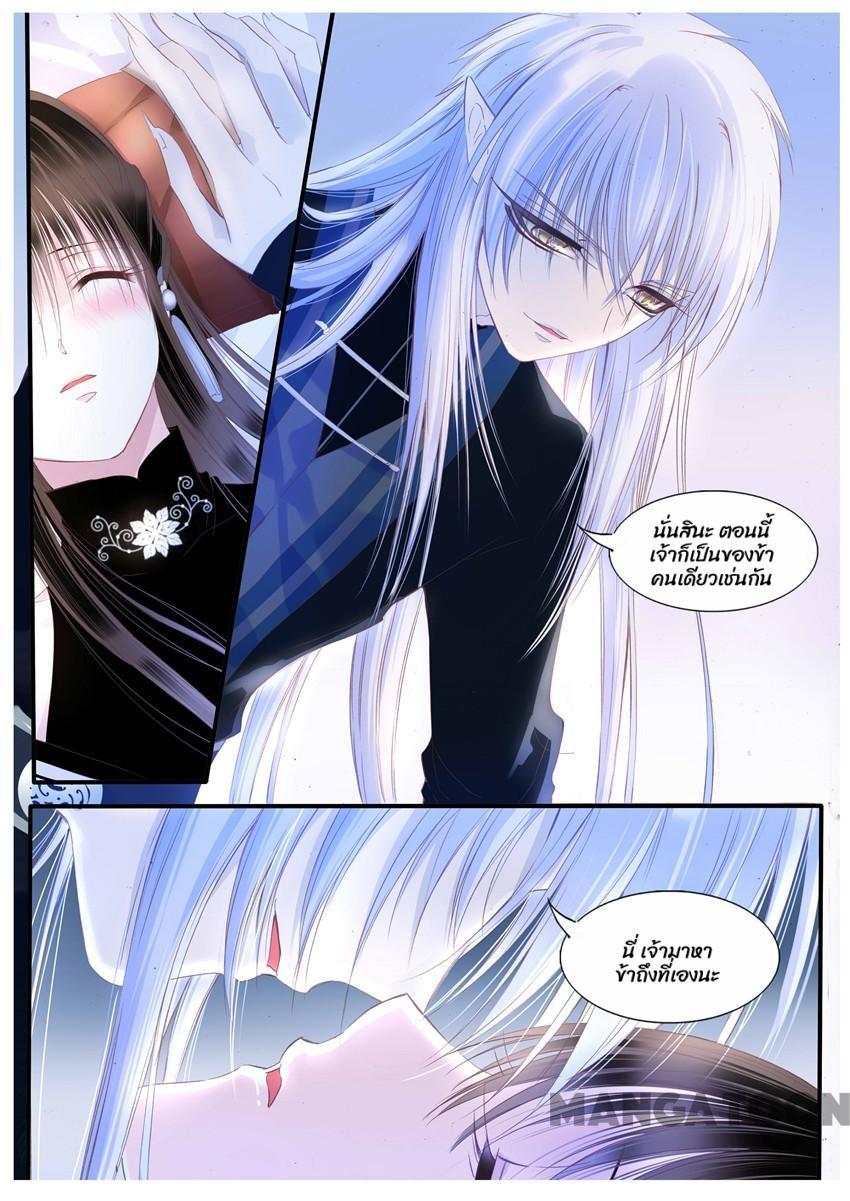 นั่นสินะ ตอนนี้
เจ้าก็เป็นของข้า
คนเดียวเช่นกัน
นี่ เจ้ามาหา
ข้าถึงที่เองนะ
MANGATOON